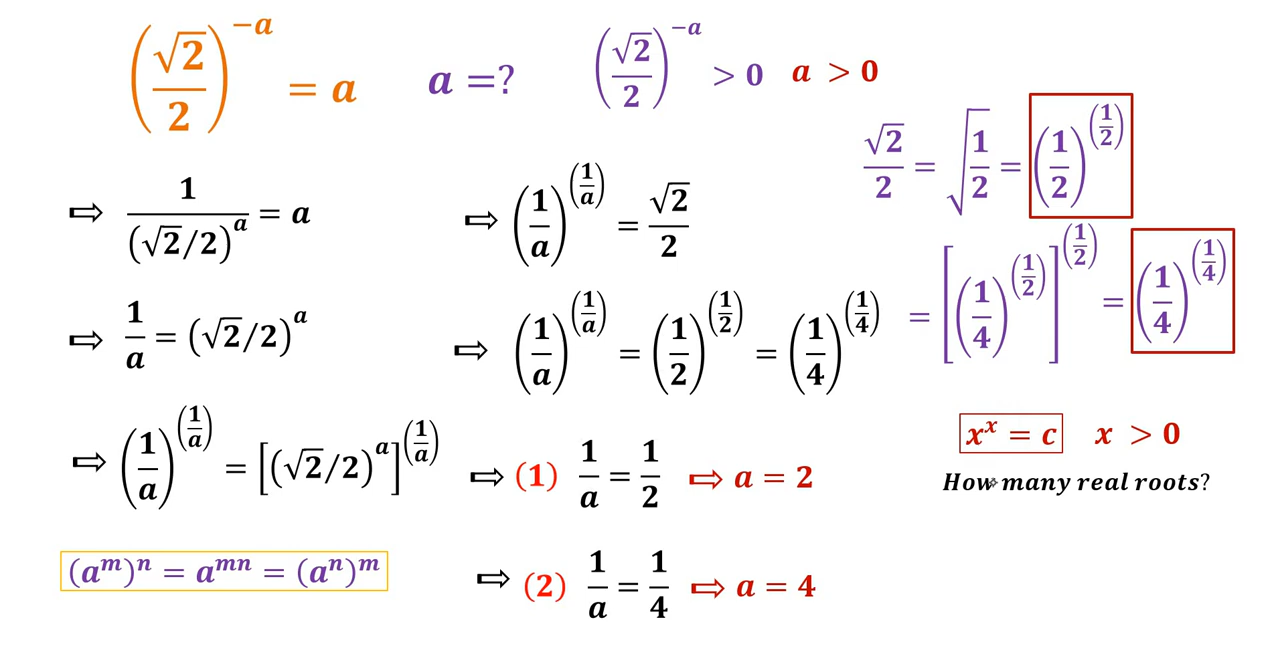 (√2/2)^{-a} = a    a =?    (√2/2)^{-a} > 0    a > 0
√2/2 = √(1/2) = (1/2)^{(1/2)}
⇨ 1/(√2/2)^a = a
⇨ 1/a = (√2/2)^a
⇨ (1/a)^{(1/a)} = [(√2/2)^a]^{(1/a)}
(a^m)^n = a^{mn} = (a^n)^m
⇨ (1/a)^{(1/a)} = √2/2
⇨ (1/a)^{(1/a)} = (1/2)^{(1/2)} = (1/4)^{(1/4)}
⇨ (1) 1/a = 1/2 ⇨ a = 2
⇨ (2) 1/a = 1/4 ⇨ a = 4
= [(1/4)^{(1/2)}]^{(1/2)} = (1/4)^{(1/4)}
x^x = c    x > 0
How many real roots?